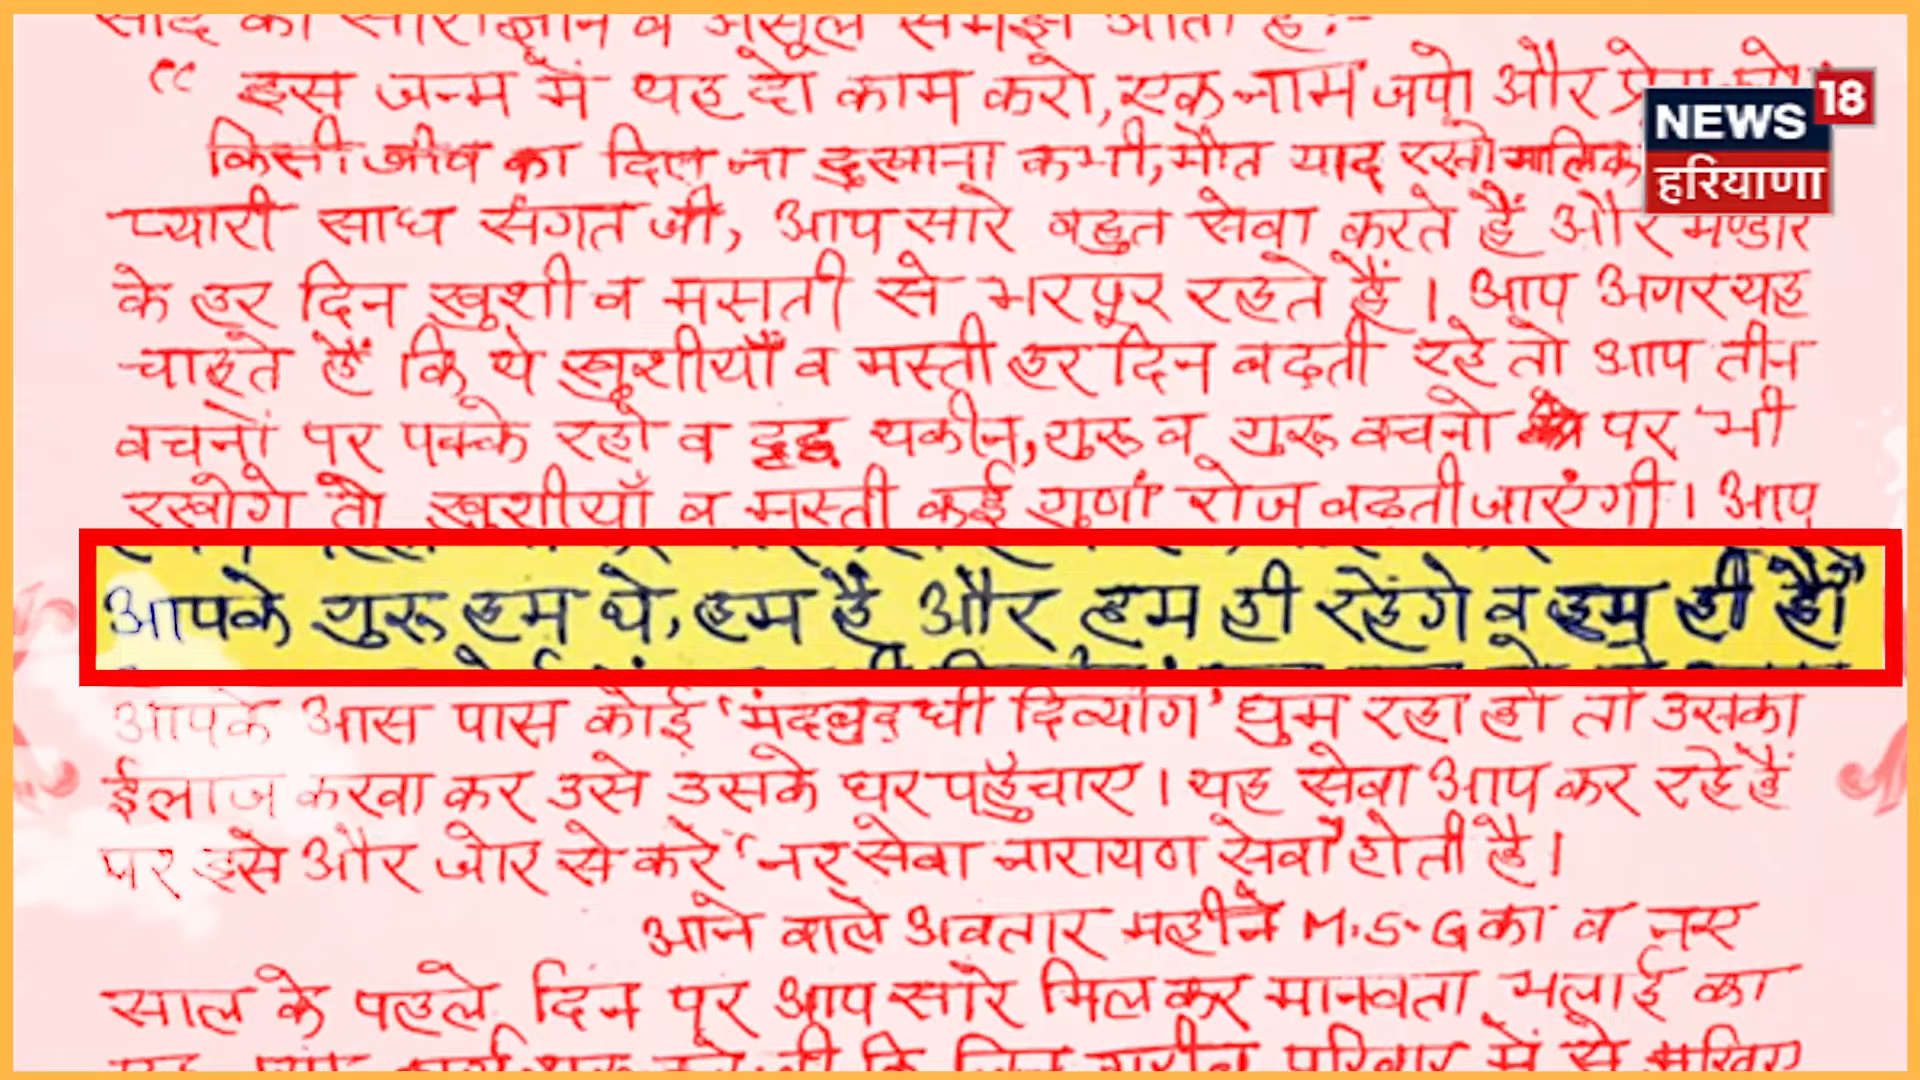 इस जन्म में यह दो काम करो, एक नाम जपो और
किसी जीव का दिल ना दुखाना कभी, मौत याद रखो मालिक
प्यारी साध संगत जी, आप सारे बहुत सेवा करते हैं और भण्डार
के हर दिन खुशी व मसती से भरपूर रहते हैं । आप अगर यह
चाहते हैं कि ये खुशीयाँ व मस्ती हर दिन बढ़ती रहे तो आप तीन
वचनों पर पक्के रहो व दृढ यकीन, गुरू व गुरू वचनो पर भी
रखोगे तो खुशीयाँ व मस्ती कई गुणा रोज बढ़ती जाएंगी । आप
आपके गुरू हम थे, हम हैं और हम ही रहेंगे व हम ही हैं
आपके आस पास कोई 'मंदबुद्धी दिव्यांग' घुम रहा हो तो उसका
ईलाज करवा कर उसे उसके घर पहुँचाए । यह सेवा आप कर रहे हैं
पर इसे और जोर से करें 'नर सेवा नारायण सेवा' होती है ।
आने वाले अवतार महीने M.S.G का व नए
साल के पहले दिन पर आप सारे मिलकर मानवता भलाई का
NEWS 18
हरियाणा